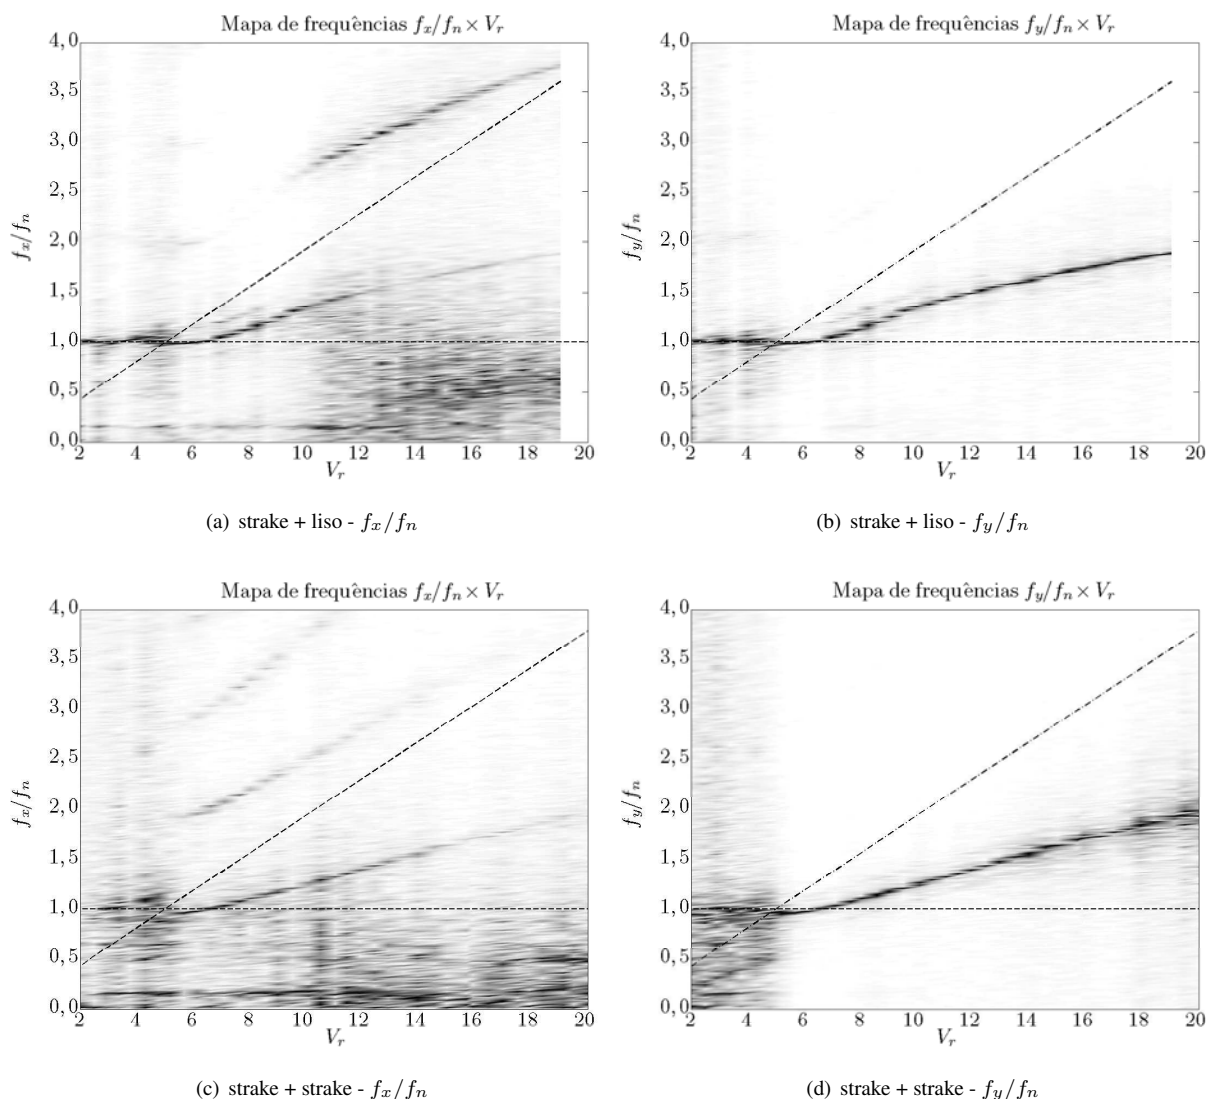 Mapa de frequências f_x/f_n × V_r
Mapa de frequências f_y/f_n × V_r
4,0
3,5
3,0
2,5
2,0
1,5
1,0
0,5
0,0
f_x/f_n
2 4 6 8 10 12 14 16 18 20
V_r
4,0
3,5
3,0
2,5
2,0
1,5
1,0
0,5
0,0
f_y/f_n
2 4 6 8 10 12 14 16 18 20
V_r
(a) strake + liso - f_x/f_n
(b) strake + liso - f_y/f_n
Mapa de frequências f_x/f_n × V_r
Mapa de frequências f_y/f_n × V_r
4,0
3,5
3,0
2,5
2,0
1,5
1,0
0,5
0,0
f_x/f_n
2 4 6 8 10 12 14 16 18 20
V_r
4,0
3,5
3,0
2,5
2,0
1,5
1,0
0,5
0,0
f_y/f_n
2 4 6 8 10 12 14 16 18 20
V_r
(c) strake + strake - f_x/f_n
(d) strake + strake - f_y/f_n